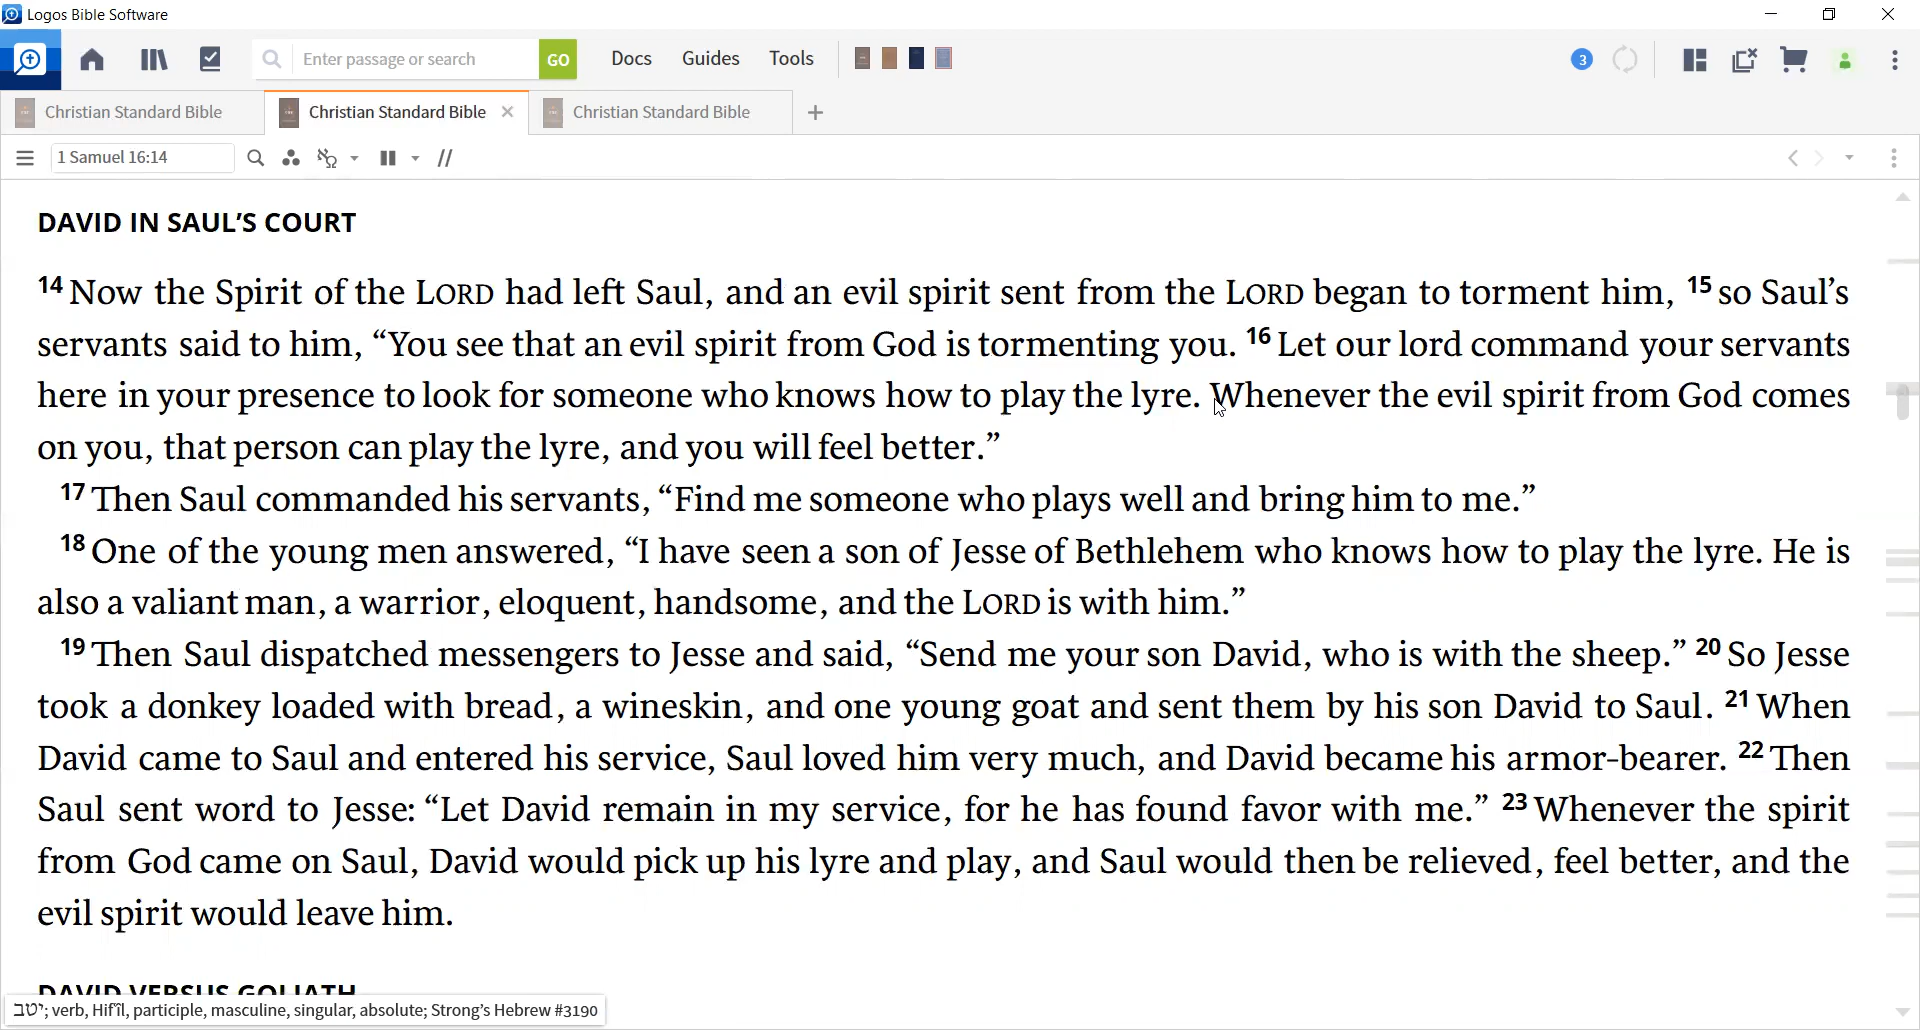 Logos Bible Software
Enter passage or search
GO
Docs
Guides
Tools
3
Christian Standard Bible
Christian Standard Bible
Christian Standard Bible
1 Samuel 16:14
DAVID IN SAUL’S COURT
14 Now the Spirit of the LORD had left Saul, and an evil spirit sent from the LORD began to torment him, 15 so Saul’s
servants said to him, “You see that an evil spirit from God is tormenting you. 16 Let our lord command your servants
here in your presence to look for someone who knows how to play the lyre. Whenever the evil spirit from God comes
on you, that person can play the lyre, and you will feel better.”
17 Then Saul commanded his servants, “Find me someone who plays well and bring him to me.”
18 One of the young men answered, “I have seen a son of Jesse of Bethlehem who knows how to play the lyre. He is
also a valiant man, a warrior, eloquent, handsome, and the LORD is with him.”
19 Then Saul dispatched messengers to Jesse and said, “Send me your son David, who is with the sheep.” 20 So Jesse
took a donkey loaded with bread, a wineskin, and one young goat and sent them by his son David to Saul. 21 When
David came to Saul and entered his service, Saul loved him very much, and David became his armor-bearer. 22 Then
Saul sent word to Jesse: “Let David remain in my service, for he has found favor with me.” 23 Whenever the spirit
from God came on Saul, David would pick up his lyre and play, and Saul would then be relieved, feel better, and the
evil spirit would leave him.
DAVID VERSUS GOLIATH
יטב; verb, Hif‘îl, participle, masculine, singular, absolute; Strong’s Hebrew #3190